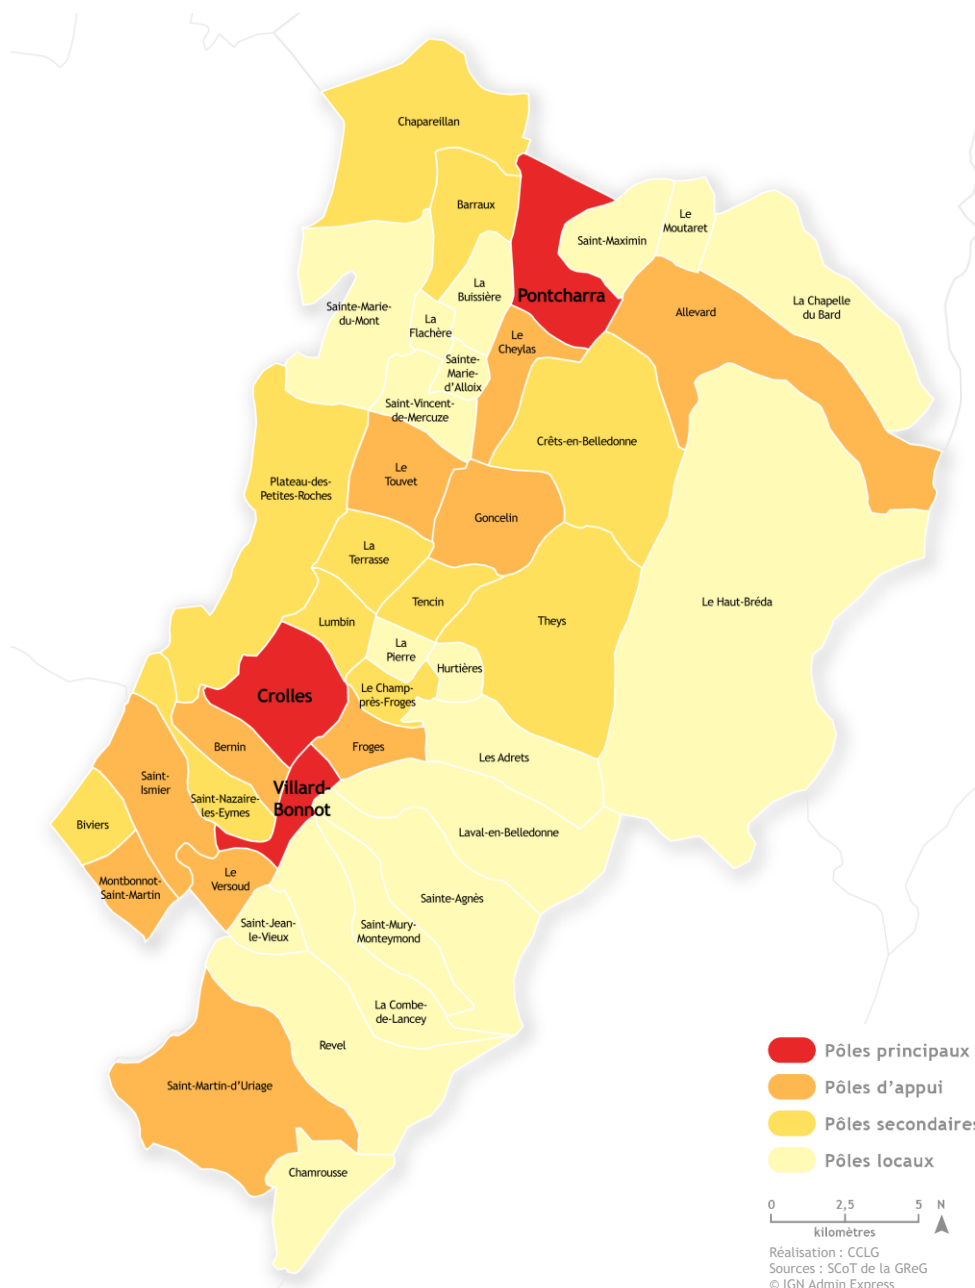 Chapareillan
Barraux
Le
Moutaret
Saint-Maximin
La
Buissière
Pontcharra
La Chapelle
du Bard
Sainte-Marie-
du-Mont
Allevard
La
Flachère
Le
Cheylas
Sainte-
Marie-
d'Alloix
Saint-Vincent-
de-Mercuze
Crêts-en-Belledonne
Le
Touvet
Plateau-des-
Petites-Roches
Goncelin
La
Terrasse
Tencin
Le Haut-Bréda
Lumbin
Theys
La
Pierre
Hurtières
Crolles
Le Champ-
près-Froges
Bernin
Froges
Les Adrets
Saint-
Ismier
Villard-
Bonnot
Saint-Nazaire-
les-Eymes
Biviers
Laval-en-Belledonne
Le
Versoud
Montbonnot-
Saint-Martin
Sainte-Agnès
Saint-Jean-
le-Vieux
Saint-Mury-
Monteymond
La Combe-
de-Lancey
Revel
Saint-Martin-d'Uriage
Chamrousse
Pôles principaux
Pôles d'appui
Pôles secondaires
Pôles locaux
0 2,5 5 N
kilomètres
Réalisation : CCLG
Sources : SCoT de la GReG
© IGN Admin Express